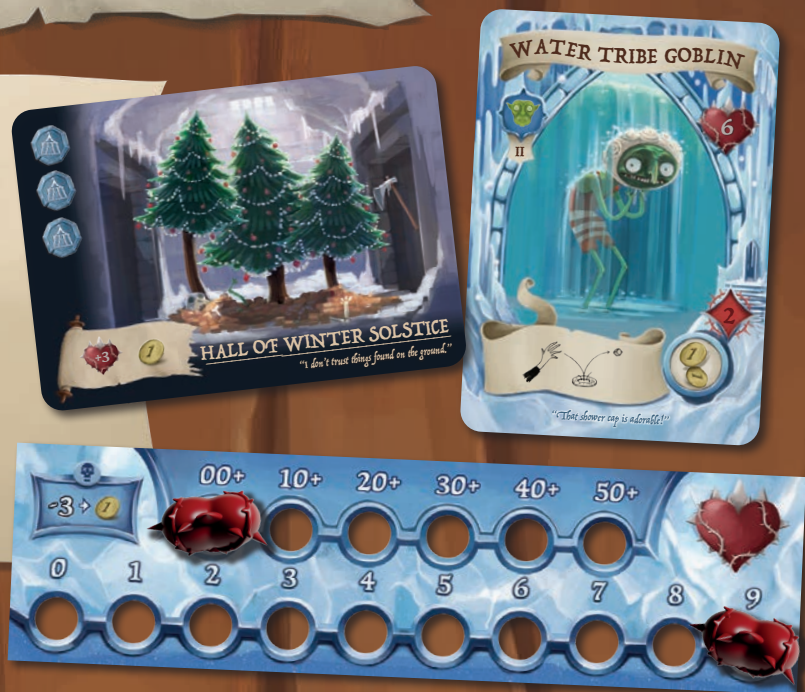 WATER TRIBE GOBLIN
II
6
2
1
1
"That shower cap is adorable!"
+3
1
HALL OF WINTER SOLSTICE
"I don't trust things found on the ground."
-3 1
00+ 10+ 20+ 30+ 40+ 50+
0 1 2 3 4 5 6 7 8 9